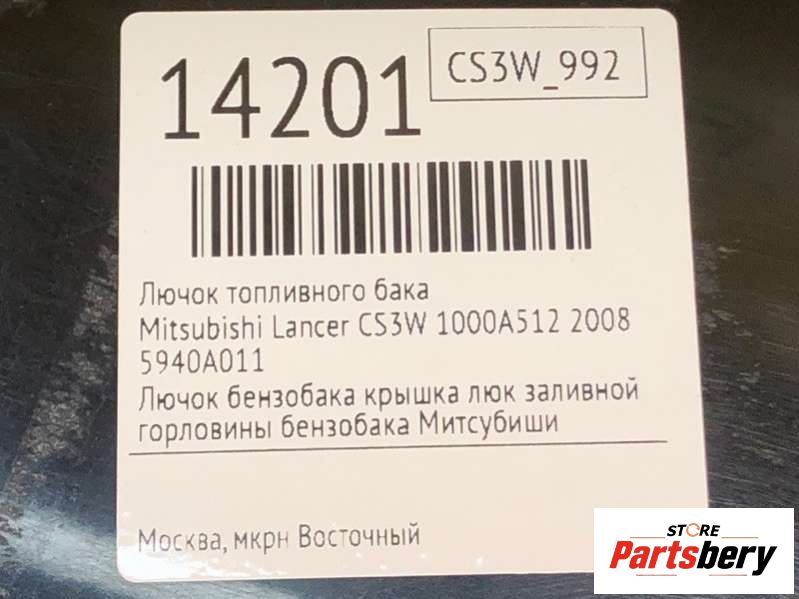 14201
CS3W_992
Лючок топливного бака
Mitsubishi Lancer CS3W 1000A512 2008
5940A011
Лючок бензобака крышка люк заливной
горловины бензобака Митсубиши
Москва, мкрн Восточный
STORE
Partsbery